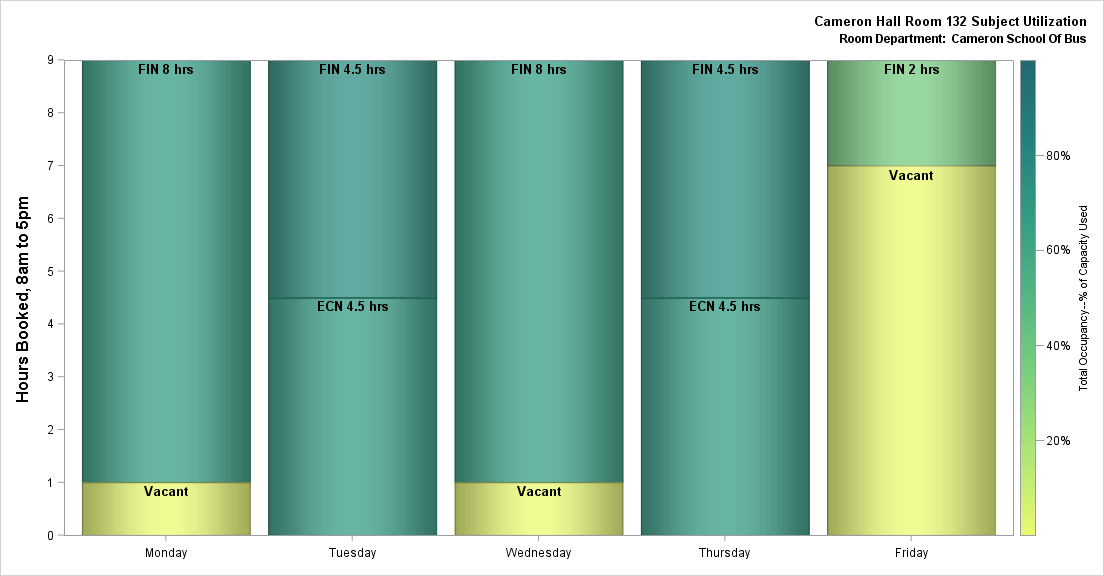 Cameron Hall Room 132 Subject Utilization
Room Department: Cameron School Of Bus
Hours Booked, 8am to 5pm
9
8
7
6
5
4
3
2
1
0
FIN 8 hrs
Vacant
FIN 4.5 hrs
ECN 4.5 hrs
FIN 8 hrs
Vacant
FIN 4.5 hrs
ECN 4.5 hrs
FIN 2 hrs
Vacant
Monday
Tuesday
Wednesday
Thursday
Friday
80%
60%
40%
20%
Total Occupancy--% of Capacity Used